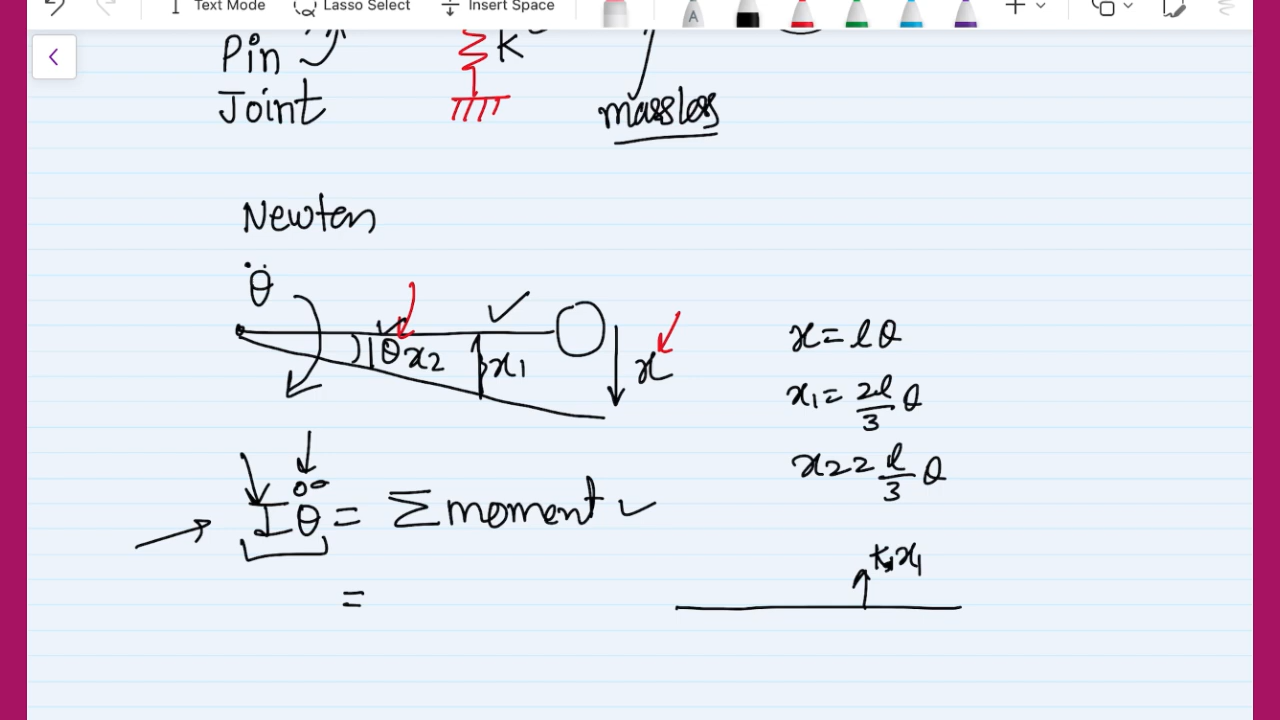 Text Mode Lasso Select Insert Space
A
Pin
Joint
K
massless
Newton
θ̈
θ x2 x1 x
x = lθ
x1 = 2l/3 θ
x2 = l/3 θ
Iθ̈ = Σ moment
=
k1x1